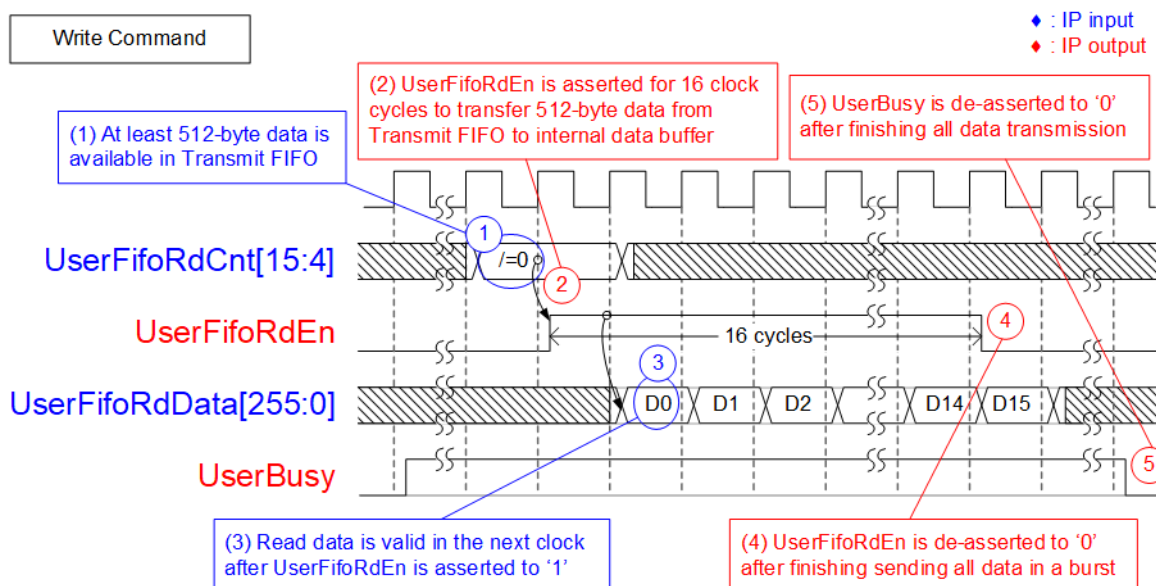 Write Command
♦ : IP input
♦ : IP output
(1) At least 512-byte data is
available in Transmit FIFO
(2) UserFifoRdEn is asserted for 16 clock
cycles to transfer 512-byte data from
Transmit FIFO to internal data buffer
(5) UserBusy is de-asserted to ‘0’
after finishing all data transmission
UserFifoRdCnt[15:4]
1
/=0
2
UserFifoRdEn
16 cycles
4
3
UserFifoRdData[255:0]
D0
D1
D2
D14
D15
UserBusy
5
(3) Read data is valid in the next clock
after UserFifoRdEn is asserted to ‘1’
(4) UserFifoRdEn is de-asserted to ‘0’
after finishing sending all data in a burst